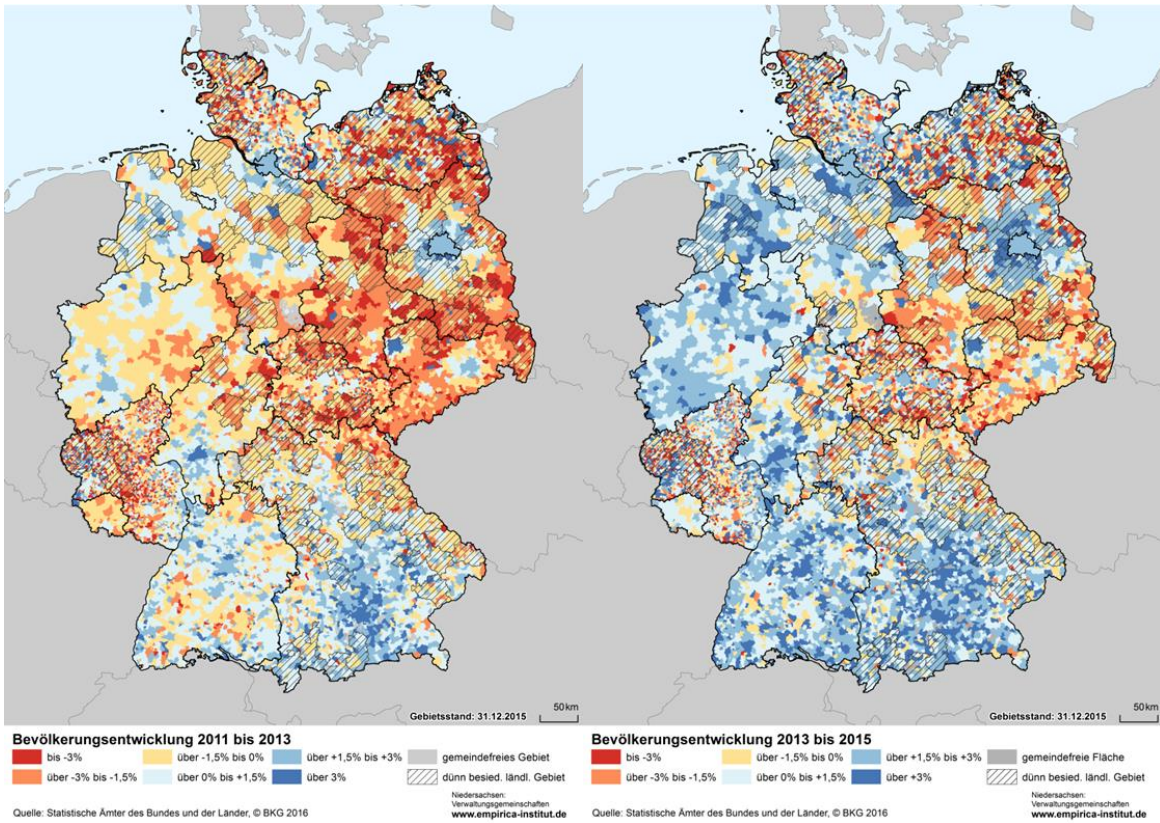 Gebietsstand: 31.12.2015
50 km
Bevölkerungsentwicklung 2011 bis 2013
bis -3%
über -1,5% bis 0%
über +1,5% bis +3%
gemeindefreies Gebiet
über -3% bis -1,5%
über 0% bis +1,5%
über 3%
dünn besied. ländl. Gebiet
Niedersachsen:
Verwaltungsgemeinschaften
Quelle: Statistische Ämter des Bundes und der Länder, © BKG 2016
www.empirica-institut.de
Gebietsstand: 31.12.2015
50 km
Bevölkerungsentwicklung 2013 bis 2015
bis -3%
über -1,5% bis 0%
über +1,5% bis +3%
gemeindefreie Fläche
über -3% bis -1,5%
über 0% bis +1,5%
über +3%
dünn besied. ländl. Gebiet
Niedersachsen:
Verwaltungsgemeinschaften
Quelle: Statistische Ämter des Bundes und der Länder, © BKG 2016
www.empirica-institut.de